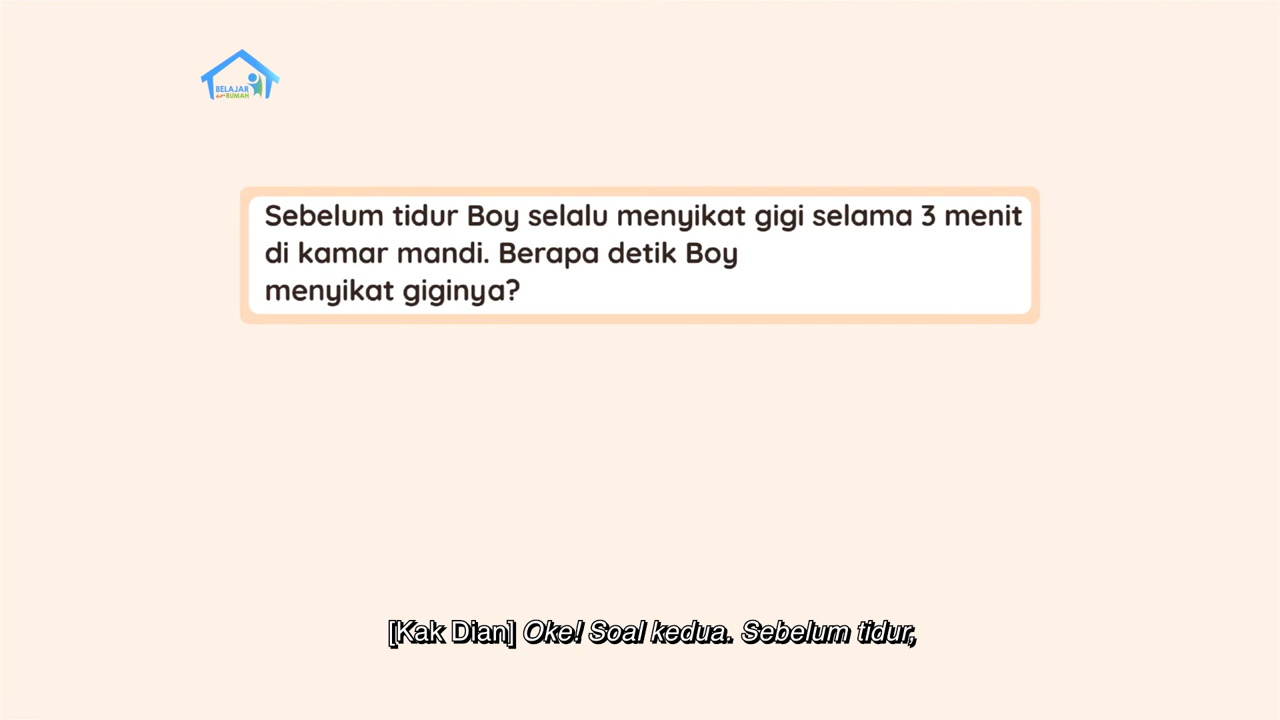 BELAJAR
dari RUMAH
Sebelum tidur Boy selalu menyikat gigi selama 3 menit
di kamar mandi. Berapa detik Boy
menyikat giginya?
[Kak Dian] Oke! Soal kedua. Sebelum tidur,